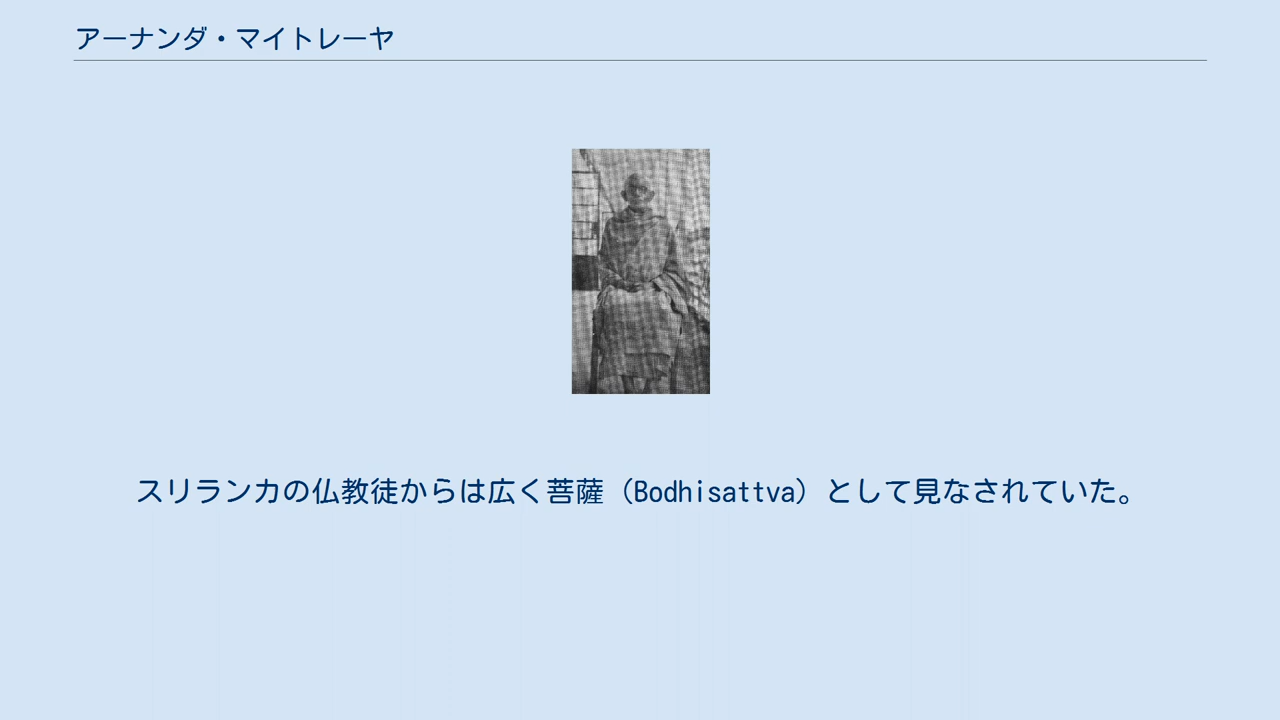 アーナンダ・マイトレーヤ
スリランカの仏教徒からは広く菩薩（Bodhisattva）として見なされていた。